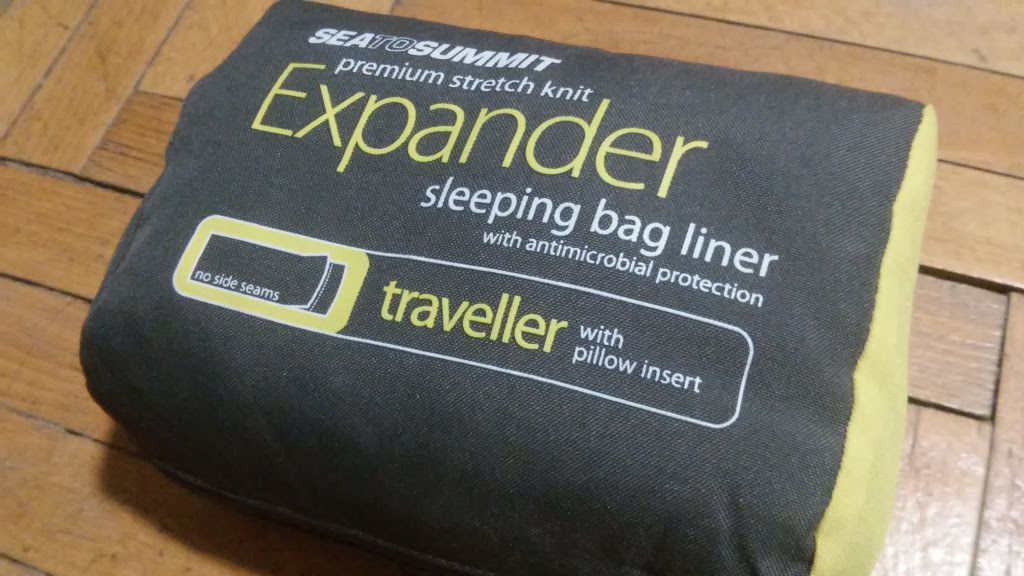 SEATOSUMMIT
premium stretch knit
Expander
sleeping bag liner
with antimicrobial protection
no side seams
traveller
with
pillow insert